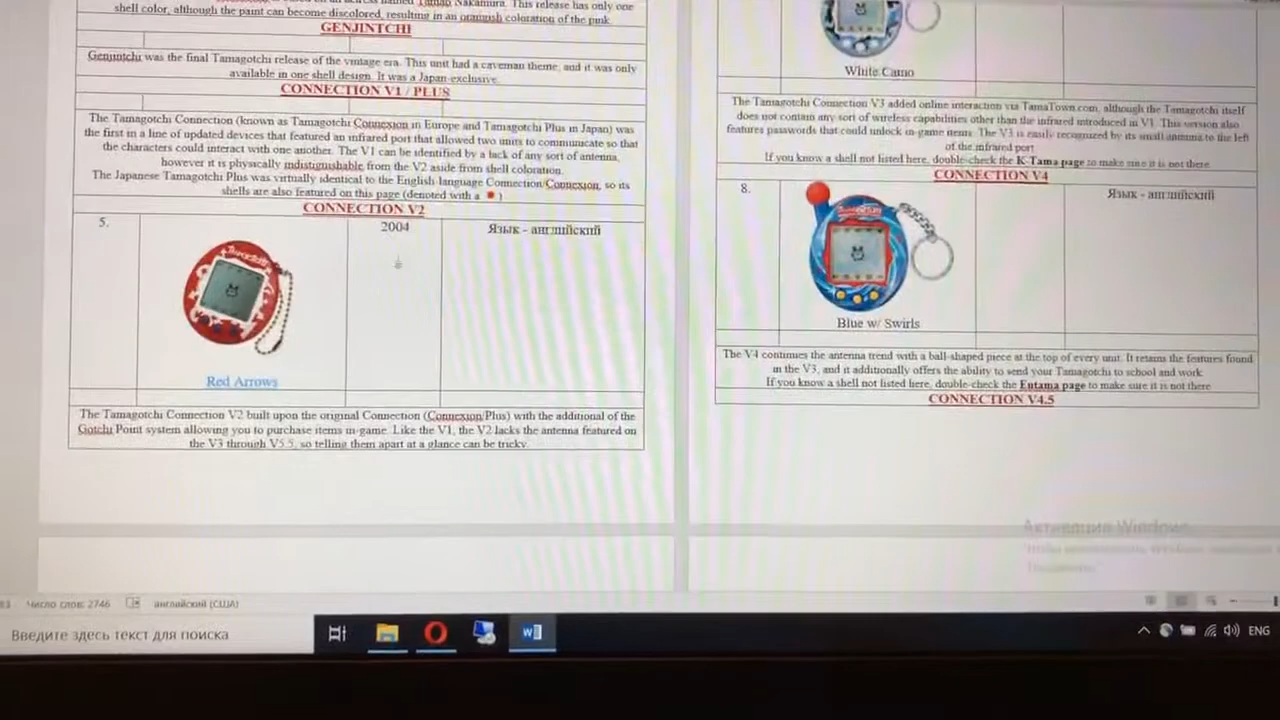 shell color, although the paint can become discolored, resulting in an orangish coloration of the pink.
GENJINTCHI
Genjintchi was the final Tamagotchi release of the vintage era. This unit had a caveman theme, and it was only
available in one shell design. It was a Japan-exclusive.
CONNECTION V1 / PLUS
The Tamagotchi Connection (known as Tamagotchi Connexion in Europe and Tamagotchi Plus in Japan) was
the first in a line of updated devices that featured an infrared port that allowed two units to communicate so that
the characters could interact with one another. The V1 can be identified by a lack of any sort of antenna,
however it is physically indistiguishable from the V2 aside from shell coloration.
The Japanese Tamagotchi Plus was virtually identical to the English-language Connection/Connexion, so its
shells are also featured on this page (denoted with a )
CONNECTION V2
5.
2004
Язык - английский
Red Arrows
The Tamagotchi Connection V2 built upon the original Connection (Connexion/Plus) with the additional of the
Gotchi Point system allowing you to purchase items in-game. Like the V1, the V2 lacks the antenna featured on
the V3 through V5.5, so telling them apart at a glance can be tricky.
White Camo
The Tamagotchi Connection V3 added online interaction via TamaTown.com, although the Tamagotchi itself
does not contain any sort of wireless capabilities other than the infrared introduced in V1. This version also
features passwords that could unlock in-game items. The V3 is easily recognized by its small antenna to the left
of the infrared port.
If you know a shell not listed here, double-check the K-Tama page to make sure it is not there.
CONNECTION V4
8.
Язык - английский
Blue w/ Swirls
The V4 continues the antenna trend with a ball-shaped piece at the top of every unit. It retains the features found
in the V3, and it additionally offers the ability to send your Tamagotchi to school and work.
If you know a shell not listed here, double-check the Entama page to make sure it is not there
CONNECTION V4.5
Активация Windows
83 Число слов: 2746 английский (США)
Введите здесь текст для поиска
ENG